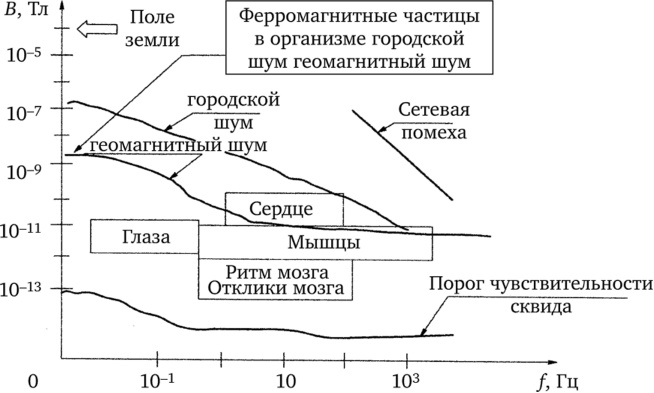 B, Тл
Поле
земли
Ферромагнитные частицы
в организме городской
шум геомагнитный шум
10⁻⁵
10⁻⁷
городской
шум
Сетевая
помеха
геомагнитный шум
10⁻⁹
Сердце
10⁻¹¹
Глаза
Мышцы
Ритм мозга
Отклики мозга
10⁻¹³
Порог чувствительности
сквида
0
10⁻¹
10
10³
f, Гц